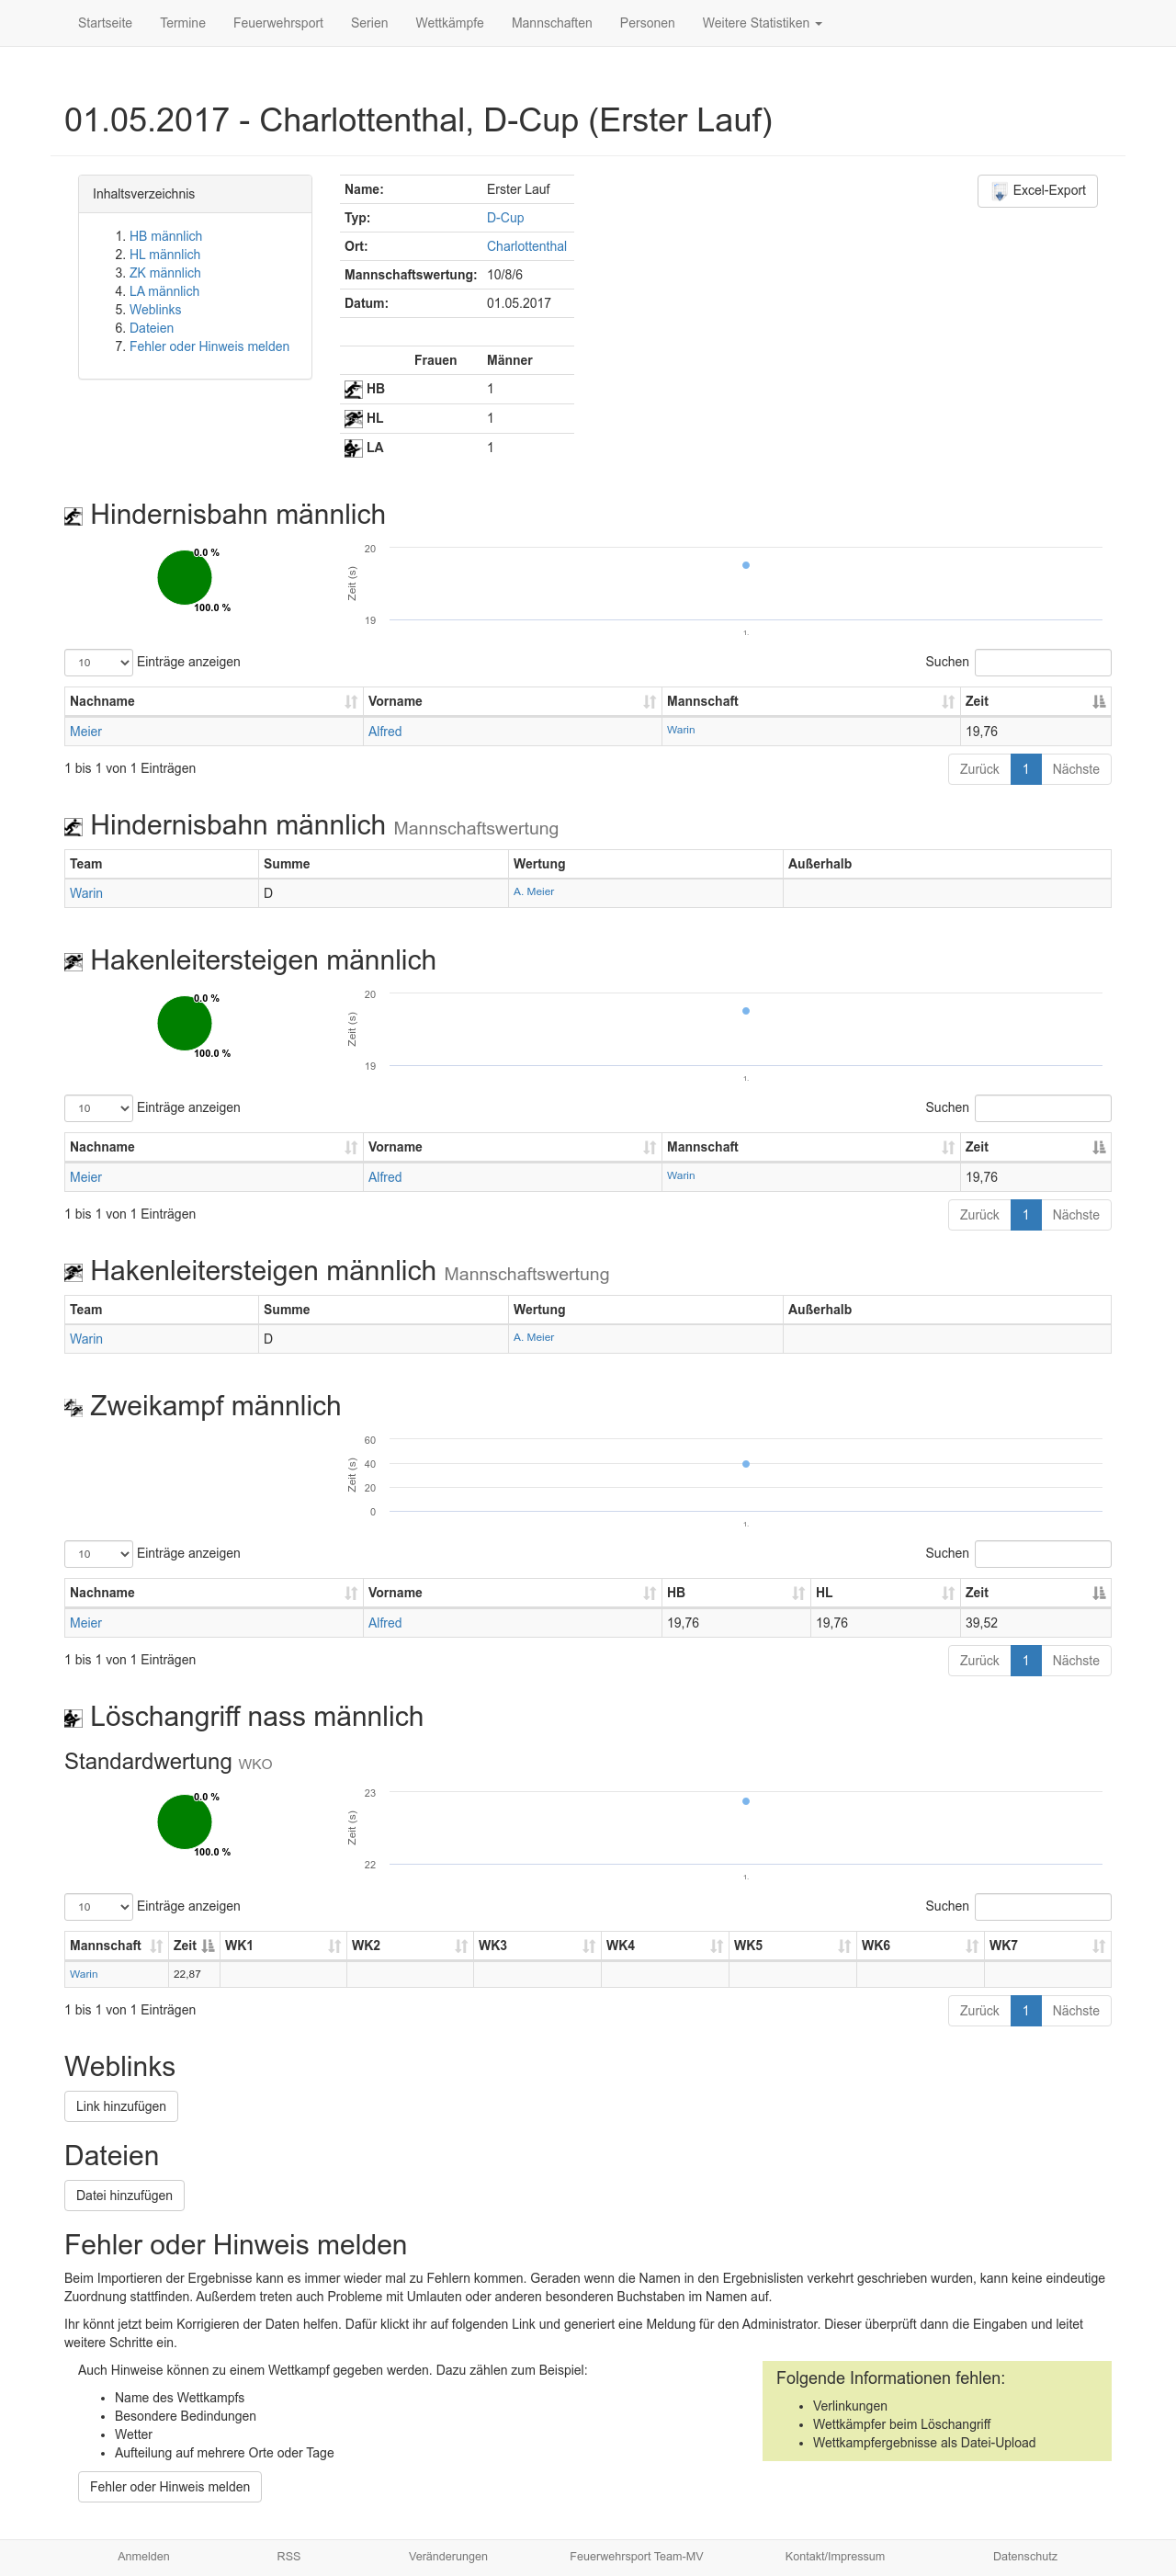 Startseite Termine Feuerwehrsport Serien Wettkämpfe Mannschaften Personen Weitere Statistiken
01.05.2017 - Charlottenthal, D-Cup (Erster Lauf)
Inhaltsverzeichnis
1. HB männlich
2. HL männlich
3. ZK männlich
4. LA männlich
5. Weblinks
6. Dateien
7. Fehler oder Hinweis melden
Name: Erster Lauf
Typ: D-Cup
Ort: Charlottenthal
Mannschaftswertung: 10/8/6
Datum: 01.05.2017
Frauen Männer
HB 1
HL 1
LA 1
Excel-Export
Hindernisbahn männlich
0.0 %
100.0 %
Zeit (s)
20
19
1.
10 Einträge anzeigen Suchen
Nachname Vorname Mannschaft Zeit
Meier Alfred Warin 19,76
1 bis 1 von 1 Einträgen Zurück 1 Nächste
Hindernisbahn männlich Mannschaftswertung
Team Summe Wertung Außerhalb
Warin D A. Meier
Hakenleitersteigen männlich
0.0 %
100.0 %
Zeit (s)
20
19
1.
10 Einträge anzeigen Suchen
Nachname Vorname Mannschaft Zeit
Meier Alfred Warin 19,76
1 bis 1 von 1 Einträgen Zurück 1 Nächste
Hakenleitersteigen männlich Mannschaftswertung
Team Summe Wertung Außerhalb
Warin D A. Meier
Zweikampf männlich
Zeit (s)
60
40
20
0
1.
10 Einträge anzeigen Suchen
Nachname Vorname HB HL Zeit
Meier Alfred 19,76 19,76 39,52
1 bis 1 von 1 Einträgen Zurück 1 Nächste
Löschangriff nass männlich
Standardwertung WKO
0.0 %
100.0 %
Zeit (s)
23
22
1.
10 Einträge anzeigen Suchen
Mannschaft Zeit WK1 WK2 WK3 WK4 WK5 WK6 WK7
Warin 22,87
1 bis 1 von 1 Einträgen Zurück 1 Nächste
Weblinks
Link hinzufügen
Dateien
Datei hinzufügen
Fehler oder Hinweis melden
Beim Importieren der Ergebnisse kann es immer wieder mal zu Fehlern kommen. Geraden wenn die Namen in den Ergebnislisten verkehrt geschrieben wurden, kann keine eindeutige
Zuordnung stattfinden. Außerdem treten auch Probleme mit Umlauten oder anderen besonderen Buchstaben im Namen auf.
Ihr könnt jetzt beim Korrigieren der Daten helfen. Dafür klickt ihr auf folgenden Link und generiert eine Meldung für den Administrator. Dieser überprüft dann die Eingaben und leitet
weitere Schritte ein.
Auch Hinweise können zu einem Wettkampf gegeben werden. Dazu zählen zum Beispiel:
• Name des Wettkampfs
• Besondere Bedindungen
• Wetter
• Aufteilung auf mehrere Orte oder Tage
Fehler oder Hinweis melden
Folgende Informationen fehlen:
• Verlinkungen
• Wettkämpfer beim Löschangriff
• Wettkampfergebnisse als Datei-Upload
Anmelden RSS Veränderungen Feuerwehrsport Team-MV Kontakt/Impressum Datenschutz